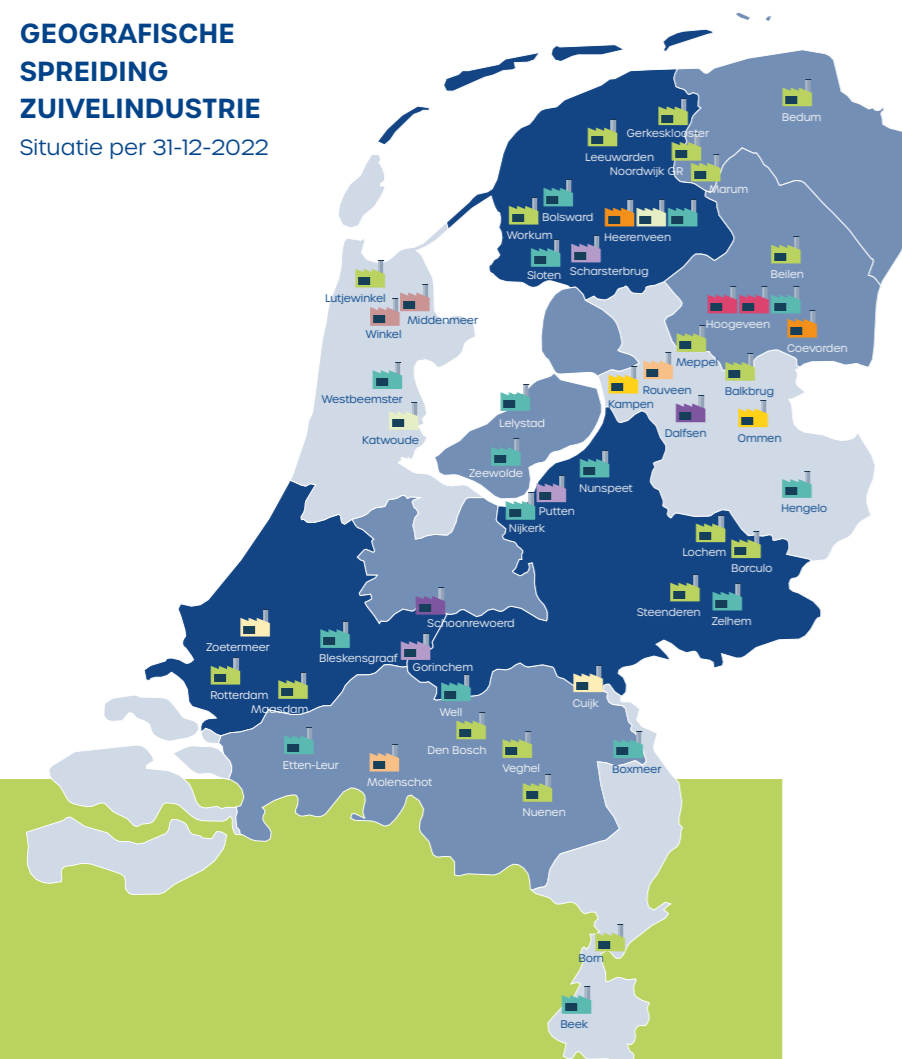 GEOGRAFISCHE
SPREIDING
ZUIVELINDUSTRIE
Situatie per 31-12-2022
Bedum
Gerkesklooster
Leeuwarden
Noordwijk GR
Marum
Bolsward
Workum
Heerenveen
Sloten
Scharsterbrug
Beilen
Lutjewinkel
Middenmeer
Winkel
Hoogeveen
Coevorden
Meppel
Westbeemster
Rouveen
Balkbrug
Kampen
Katwoude
Lelystad
Dalfsen
Ommen
Zeewolde
Nunspeet
Hengelo
Putten
Nijkerk
Lochem
Borculo
Steenderen
Zelhem
Schoonrewoerd
Zoetermeer
Bleskensgraaf
Gorinchem
Rotterdam
Maasdam
Cuijk
Well
Den Bosch
Etten-Leur
Veghel
Boxmeer
Molenschot
Nuenen
Born
Beek